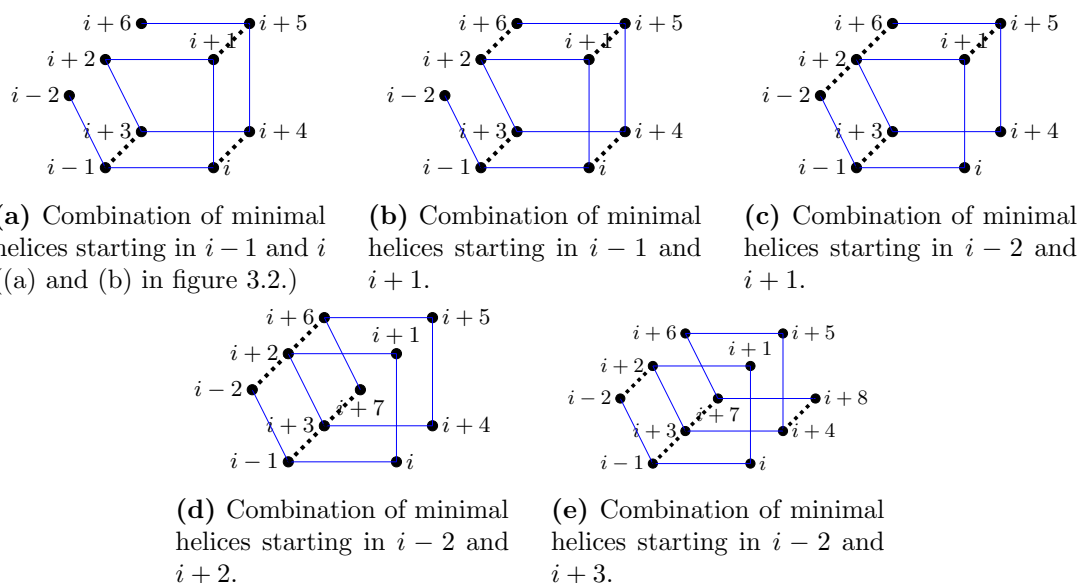 i + 6 i + 5 i + 6 i + 5 i + 6 i + 5
i + 1 i + 1 i + 1
i + 2 i + 2 i + 2
i − 2 i − 2 i − 2
i + 3 i + 4 i + 3 i + 4 i + 3 i + 4
i − 1 i i − 1 i i − 1 i
(a) Combination of minimal
helices starting in i − 1 and i
((a) and (b) in figure 3.2.)
(b) Combination of minimal
helices starting in i − 1 and
i + 1.
(c) Combination of minimal
helices starting in i − 2 and
i + 1.
i + 6 i + 5
i + 1
i + 2
i − 2
i + 7
i + 3 i + 4
i − 1 i
i + 6 i + 5
i + 1
i + 2
i − 2 i + 8
i + 7
i + 3 i + 4
i − 1 i
(d) Combination of minimal
helices starting in i − 2 and
i + 2.
(e) Combination of minimal
helices starting in i − 2 and
i + 3.